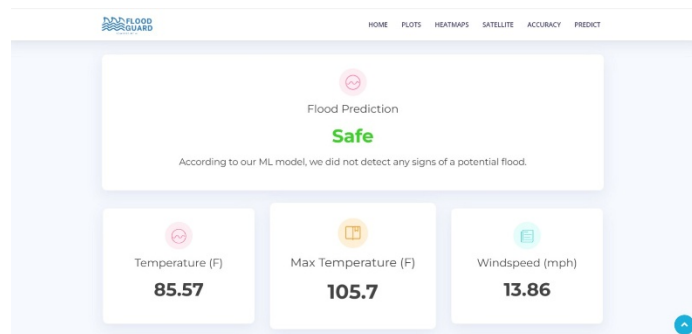 FLOOD
GUARD
HOME PLOTS HEATMAPS SATELLITE ACCURACY PREDICT
Flood Prediction
Safe
According to our ML model, we did not detect any signs of a potential flood.
Temperature (F)
85.57
Max Temperature (F)
105.7
Windspeed (mph)
13.86